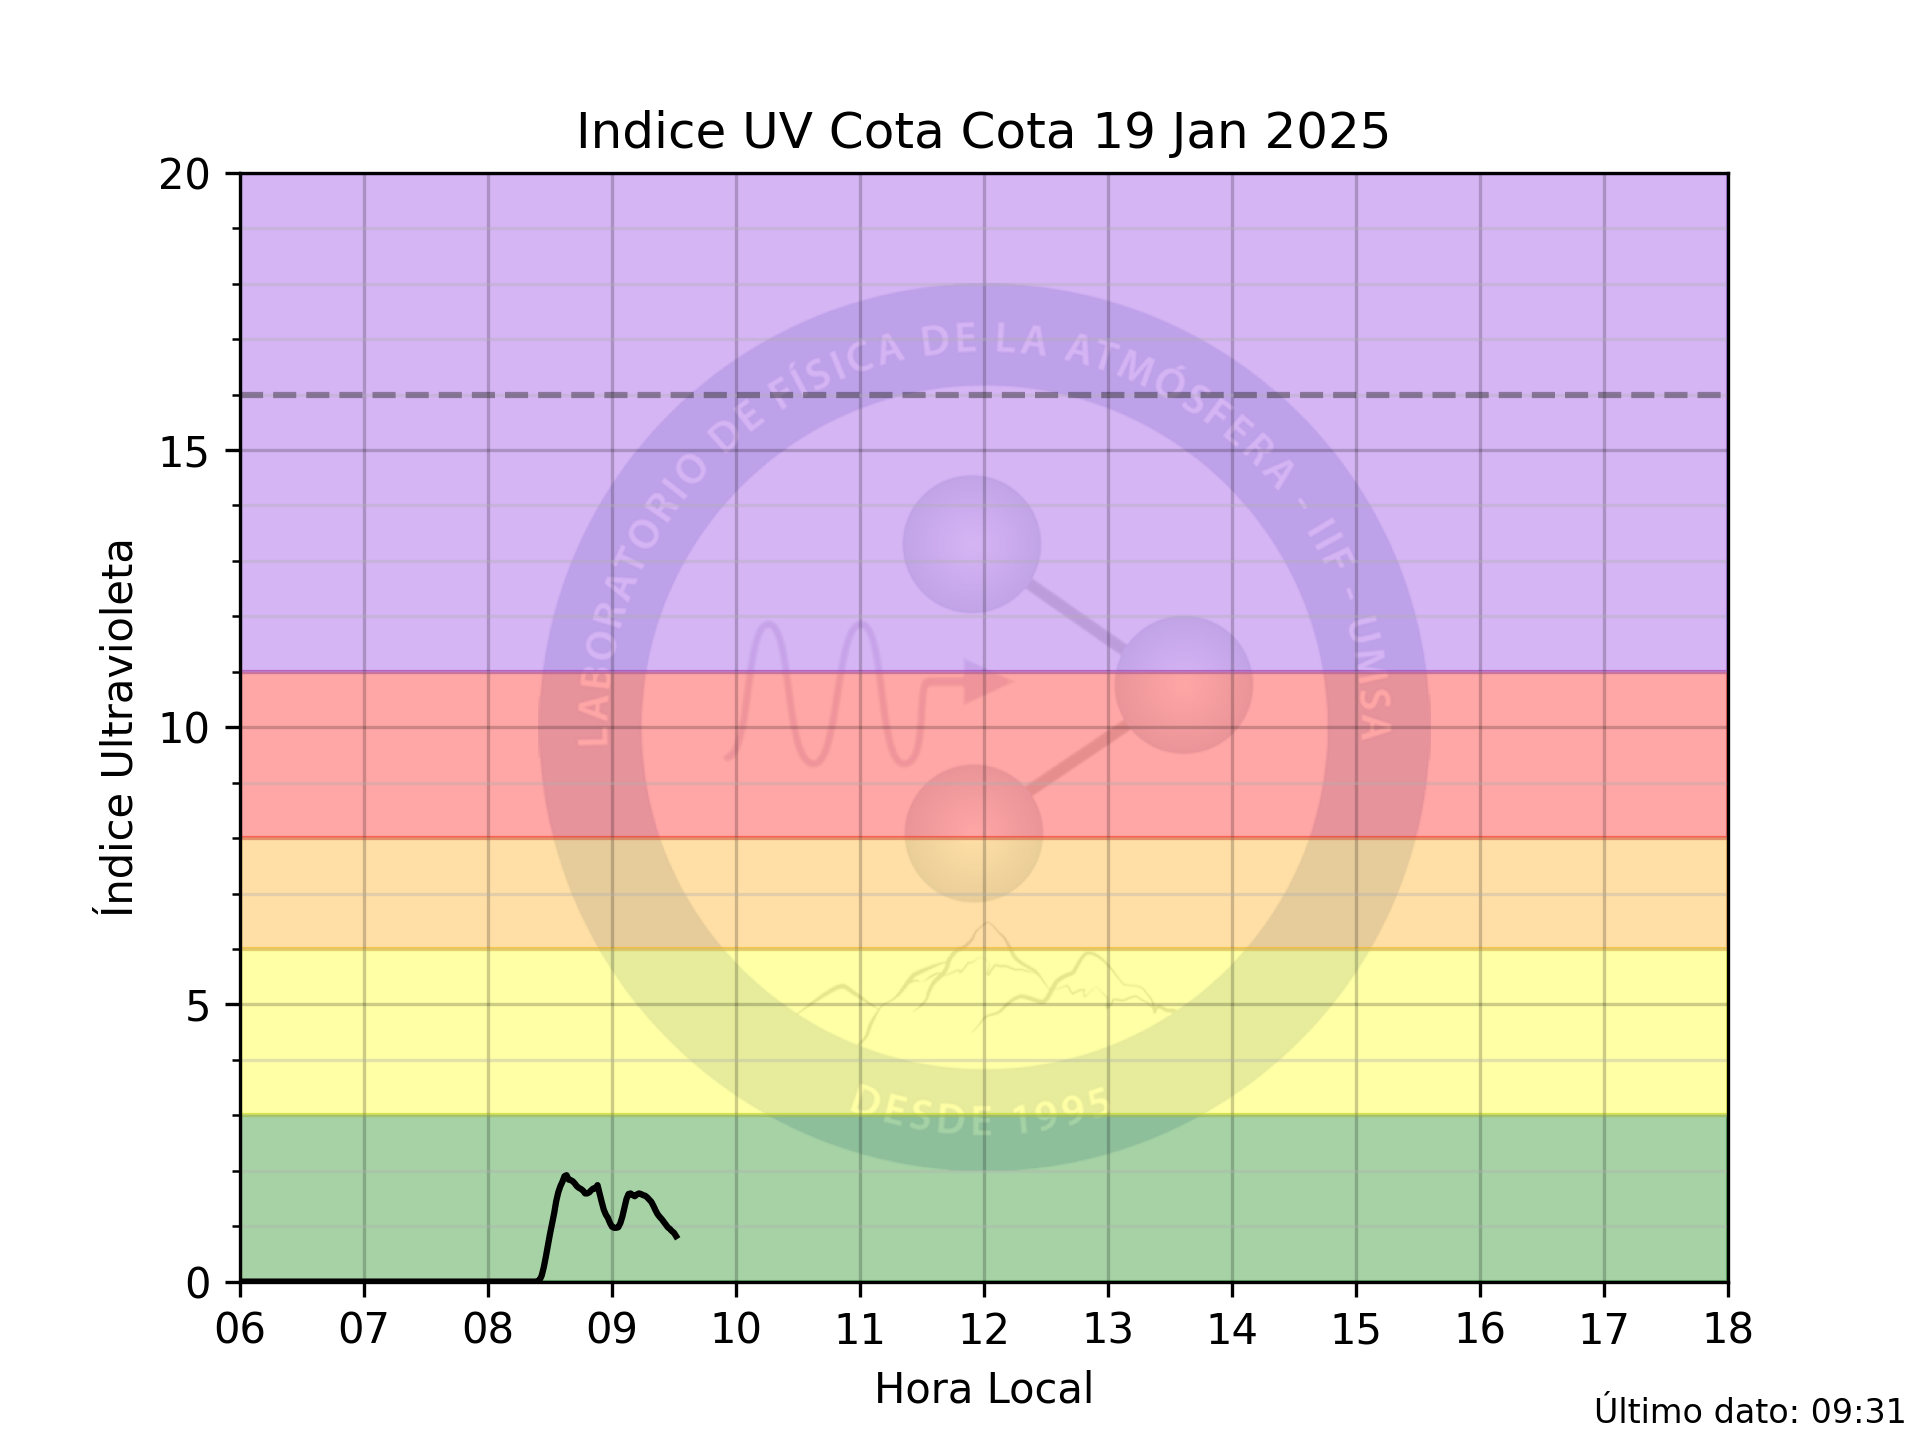 Indice UV Cota Cota 19 Jan 2025
20
15
10
5
0
Índice Ultravioleta
LABORATORIO DE FÍSICA DE LA ATMÓSFERA - IIF - UMSA
DESDE 1995
06 07 08 09 10 11 12 13 14 15 16 17 18
Hora Local
Último dato: 09:31